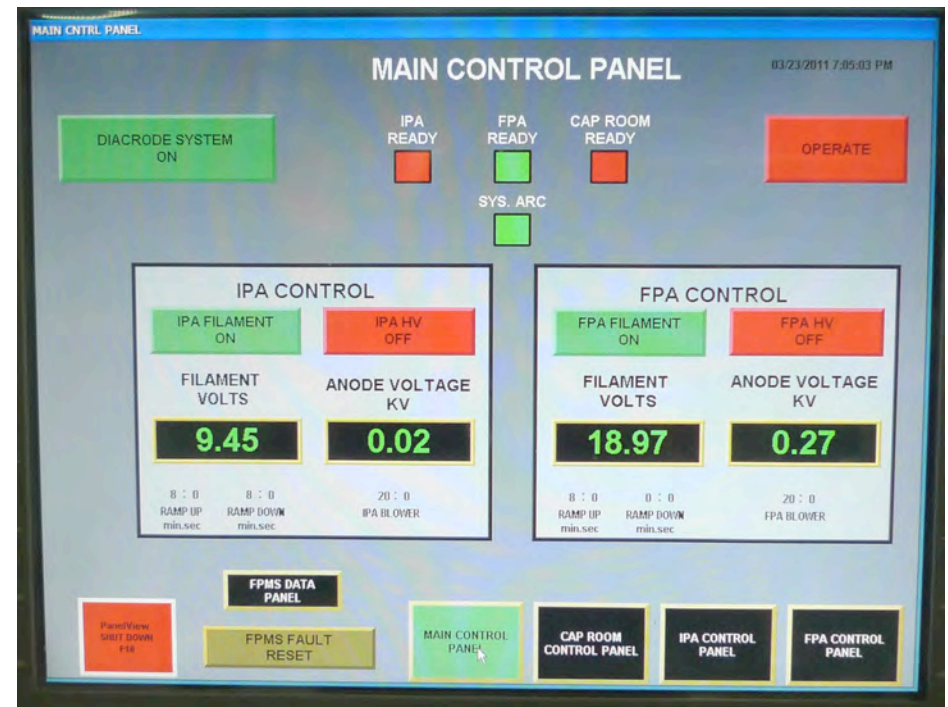 MAIN CNTRL PANEL
MAIN CONTROL PANEL
03/23/2011 7:05:03 PM
DIACRODE SYSTEM
ON
IPA
READY
FPA
READY
CAP ROOM
READY
OPERATE
SYS. ARC
IPA CONTROL
IPA FILAMENT
ON
IPA HV
OFF
FILAMENT
VOLTS
ANODE VOLTAGE
KV
9.45
0.02
8 : 0
RAMP UP
min.sec
8 : 0
RAMP DOWN
min.sec
20 : 0
IPA BLOWER
FPA CONTROL
FPA FILAMENT
ON
FPA HV
OFF
FILAMENT
VOLTS
ANODE VOLTAGE
KV
18.97
0.27
8 : 0
RAMP UP
min.sec
0 : 0
RAMP DOWN
min.sec
20 : 0
FPA BLOWER
PanelView
SHUT DOWN
F16
FPMS DATA
PANEL
FPMS FAULT
RESET
MAIN CONTROL
PANEL
CAP ROOM
CONTROL PANEL
IPA CONTROL
PANEL
FPA CONTROL
PANEL